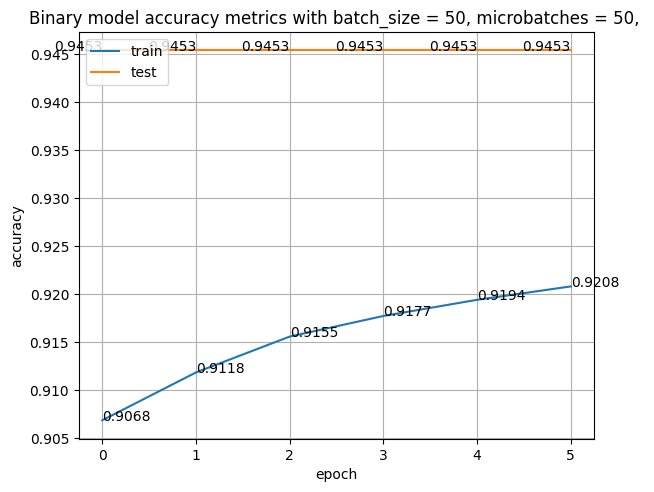 Binary model accuracy metrics with batch_size = 50, microbatches = 50,
0.9453 0.9453 0.9453 0.9453 0.9453 0.9453
train
test
0.945
0.940
0.935
0.930
0.925
0.920
0.915
0.910
0.905
accuracy
0.9208
0.9194
0.9177
0.9155
0.9118
0.9068
0 1 2 3 4 5
epoch